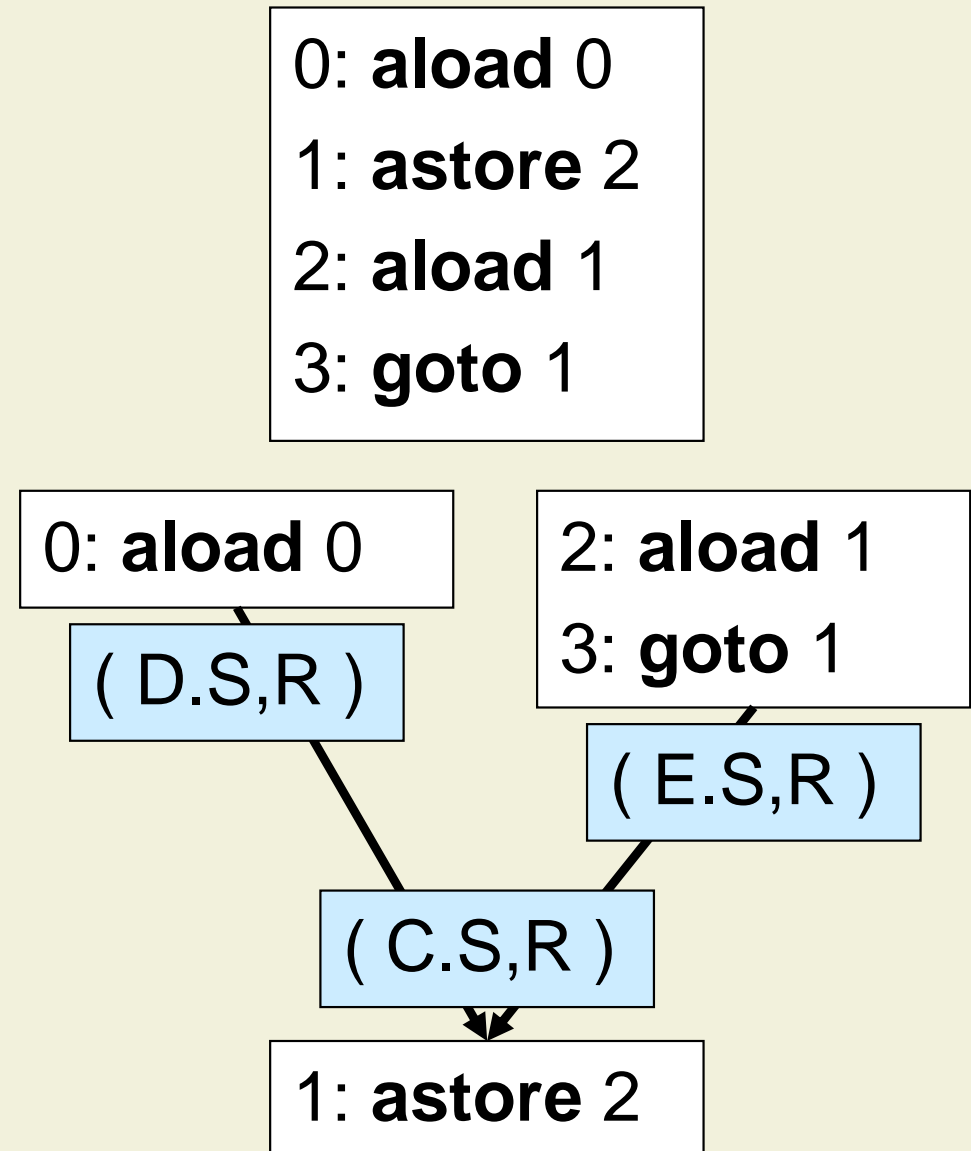 0: aload 0
1: astore 2
2: aload 1
3: goto 1
0: aload 0
2: aload 1
3: goto 1
( D.S,R )
( E.S,R )
( C.S,R )
1: astore 2